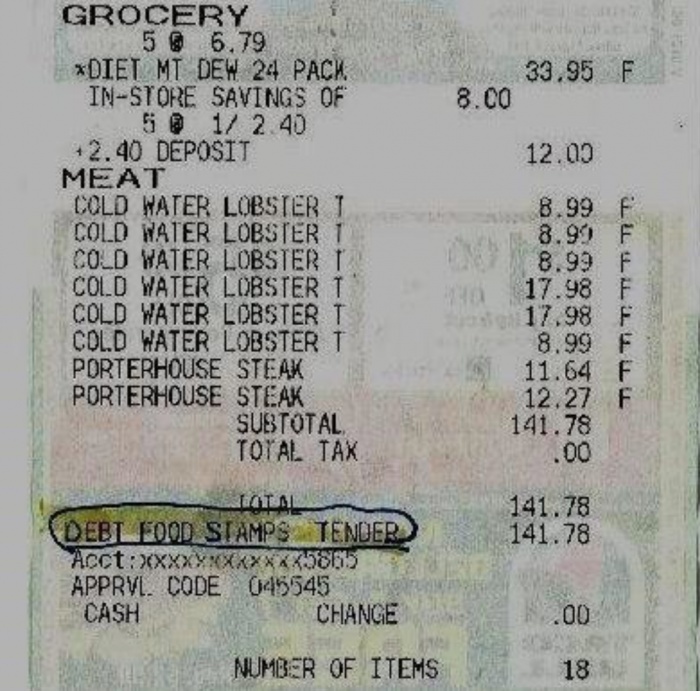 GROCERY
5 @ 6.79
*DIET MT DEW 24 PACK 33.95 F
IN-STORE SAVINGS OF 8.00
5 @ 1/ 2.40
+2.40 DEPOSIT 12.00
MEAT
COLD WATER LOBSTER T 8.99 F
COLD WATER LOBSTER T 8.99 F
COLD WATER LOBSTER T 8.99 F
COLD WATER LOBSTER T 17.98 F
COLD WATER LOBSTER T 17.98 F
COLD WATER LOBSTER T 8.99 F
PORTERHOUSE STEAK 11.64 F
PORTERHOUSE STEAK 12.27 F
SUBTOTAL 141.78
TOTAL TAX .00
TOTAL 141.78
DEBT FOOD STAMPS TENDER 141.78
Acct:xxxxxxxxxxxx5865
APPRVL CODE 045545
CASH CHANGE .00
NUMBER OF ITEMS 18